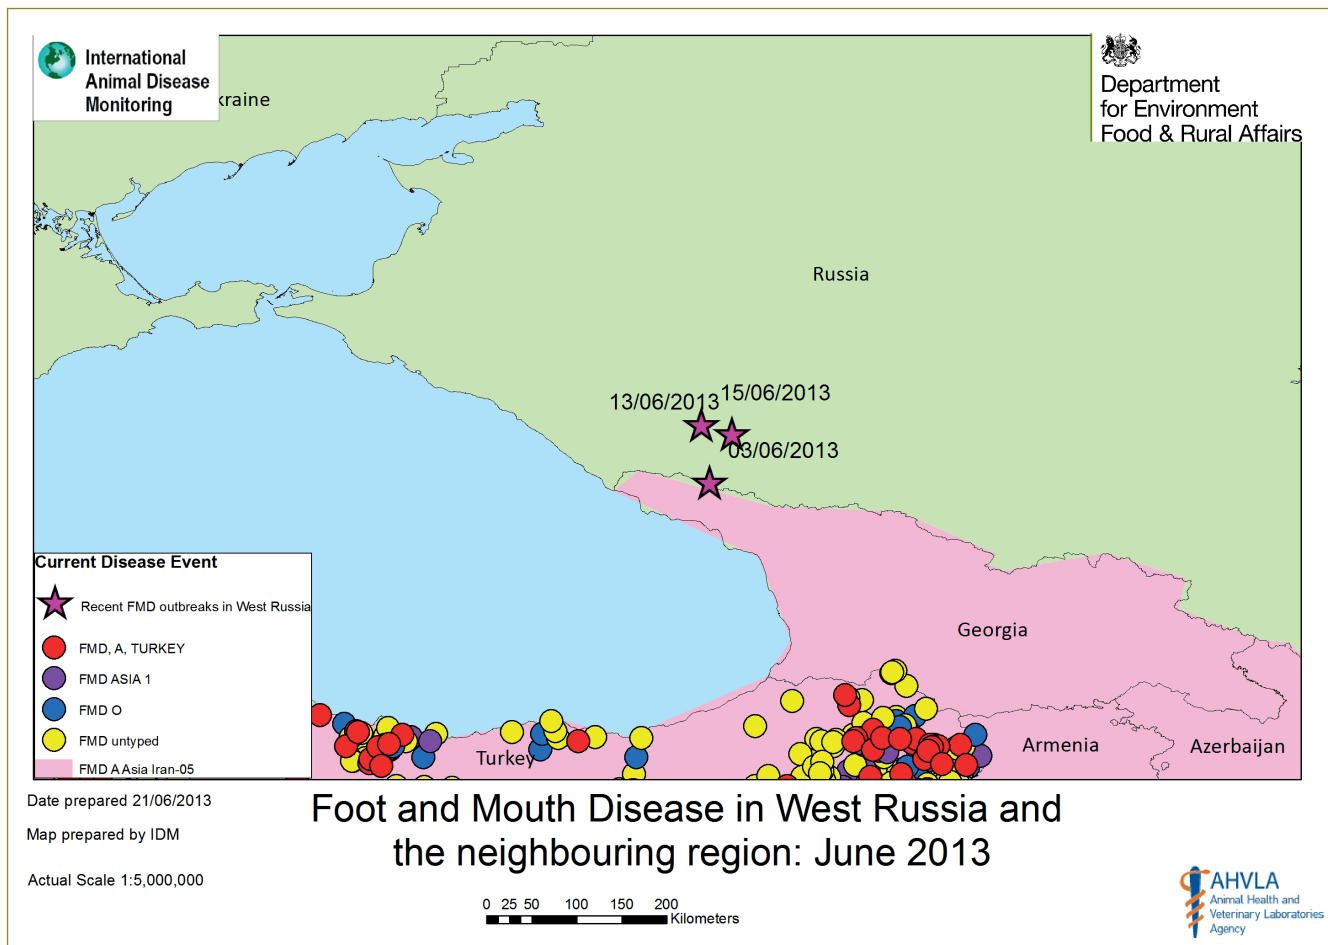 International
Animal Disease
Monitoring
kraine
Department
for Environment
Food & Rural Affairs
Russia
13/06/2013
15/06/2013
03/06/2013
Georgia
Turkey
Armenia
Azerbaijan
Current Disease Event
Recent FMD outbreaks in West Russia
FMD, A, TURKEY
FMD ASIA 1
FMD O
FMD untyped
FMD A Asia Iran-05
Date prepared 21/06/2013
Map prepared by IDM
Actual Scale 1:5,000,000
Foot and Mouth Disease in West Russia and
the neighbouring region: June 2013
0 25 50 100 150 200
Kilometers
AHVLA
Animal Health and
Veterinary Laboratories
Agency